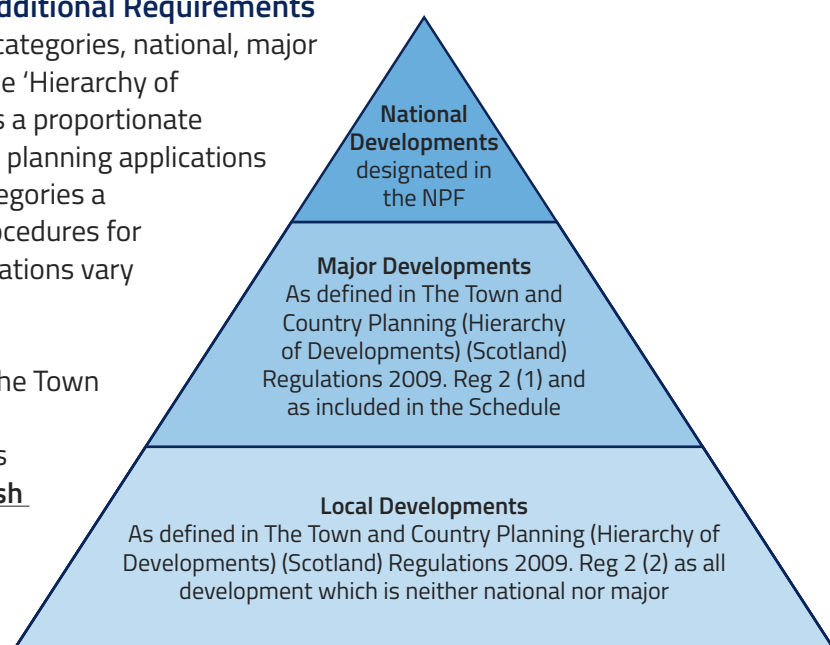 dditional Requirements
categories, national, major
e ‘Hierarchy of
s a proportionate
planning applications
egories a
ocedures for
ations vary
he Town
s
sh
National
Developments
designated in
the NPF
Major Developments
As defined in The Town and
Country Planning (Hierarchy
of Developments) (Scotland)
Regulations 2009. Reg 2 (1) and
as included in the Schedule
Local Developments
As defined in The Town and Country Planning (Hierarchy of
Developments) (Scotland) Regulations 2009. Reg 2 (2) as all
development which is neither national nor major